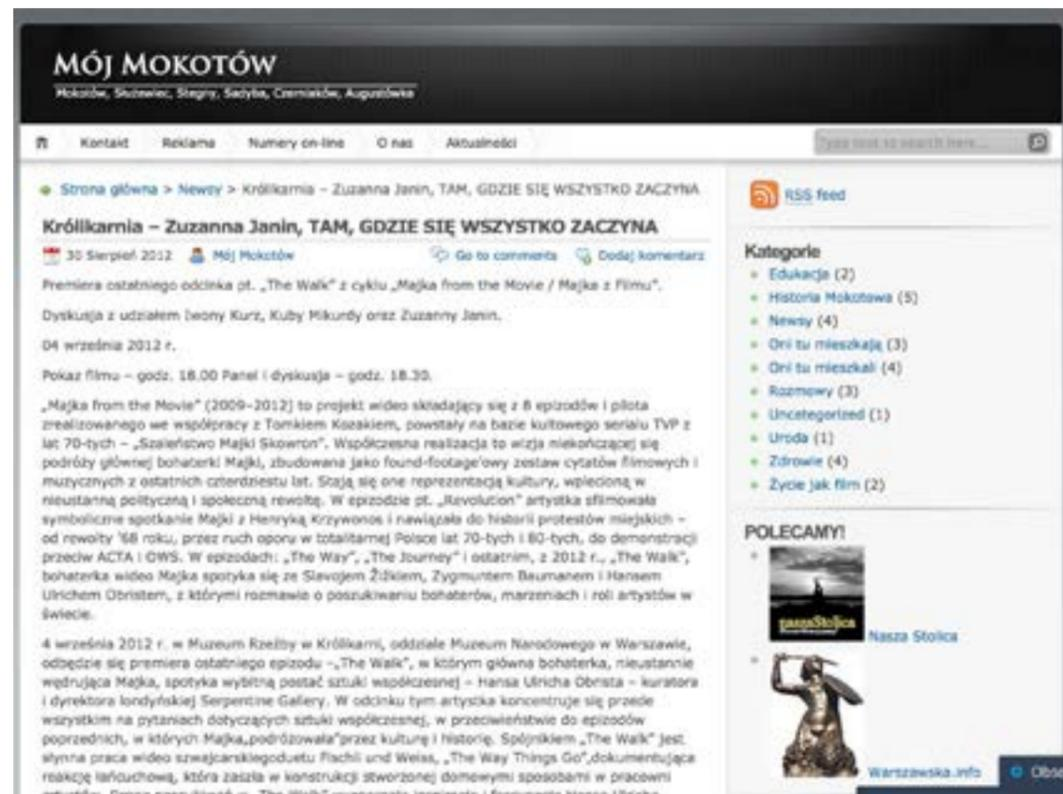 Mój Mokotów
Mokotów, Służewiec, Stegny, Sadyba, Czerniaków, Augustówka
Kontakt Reklama Numery on-line O nas Aktualności
Type text to search here...
Strona główna > Newsy > Królikarnia – Zuzanna Janin, TAM, GDZIE SIĘ WSZYSTKO ZACZYNA
Królikarnia – Zuzanna Janin, TAM, GDZIE SIĘ WSZYSTKO ZACZYNA
30 Sierpień 2012 Mój Mokotów Go to comments Dodaj komentarz
Premiera ostatniego odcinka pt. „The Walk" z cyklu „Majka from the Movie / Majka z Filmu".
Dyskusja z udziałem Iwony Kurz, Kuby Mikurdy oraz Zuzanny Janin.
04 września 2012 r.
Pokaz filmu – godz. 18.00 Panel i dyskusja – godz. 18.30.
„Majka from the Movie" (2009-2012] to projekt wideo składający się z 8 epizodów i pilota
zrealizowanego we współpracy z Tomkiem Kozakiem, powstały na bazie kultowego serialu TVP z
lat 70-tych – „Szaleństwo Majki Skowron". Współczesna realizacja to wizja niekończącej się
podróży głównej bohaterki Majki, zbudowana jako found-footage'owy zestaw cytatów filmowych i
muzycznych z ostatnich czterdziestu lat. Stają się one reprezentacją kultury, wplecioną w
nieustanną polityczną i społeczną rewoltę. W epizodzie pt. „Revolution" artystka sfilmowała
symboliczne spotkanie Majki z Henryką Krzywonos i nawiązała do historii protestów miejskich –
od rewolty '68 roku, przez ruch oporu w totalitarnej Polsce lat 70-tych i 80-tych, do demonstracji
przeciw ACTA i OWS. W epizodach: „The Way", „The Journey" i ostatnim, z 2012 r., „The Walk",
bohaterka wideo Majka spotyka się ze Slavojem Žižkiem, Zygmuntem Baumanem i Hansem
Ulrichem Obristem, z którymi rozmawia o poszukiwaniu bohaterów, marzeniach i roli artystów w
świecie.
4 września 2012 r. w Muzeum Rzeźby w Królikarni, oddziale Muzeum Narodowego w Warszawie,
odbędzie się premiera ostatniego epizodu –„The Walk", w którym główna bohaterka, nieustannie
wędrująca Majka, spotyka wybitną postać sztuki współczesnej – Hansa Ulricha Obrista – kuratora
i dyrektora londyńskiej Serpentine Gallery. W odcinku tym artystka koncentruje się przede
wszystkim na pytaniach dotyczących sztuki współczesnej, w przeciwieństwie do epizodów
poprzednich, w których Majka„podróżowała"przez kulturę i historię. Spójnikiem „The Walk" jest
słynna praca wideo szwajcarskiegoduetu Fischli und Weiss, „The Way Things Go",dokumentująca
reakcję łańcuchową, która zaszła w konstrukcji stworzonej domowymi sposobami w pracowni
RSS feed
Kategorie
Edukacja (2)
Historia Mokotowa (5)
Newsy (4)
Oni tu mieszkają (3)
Oni tu mieszkali (4)
Rozmowy (3)
Uncategorized (1)
Uroda (1)
Zdrowie (4)
Życie jak film (2)
POLECAMY!
naszaStolica
Nasza Stolica
Warszawska.info
Obse